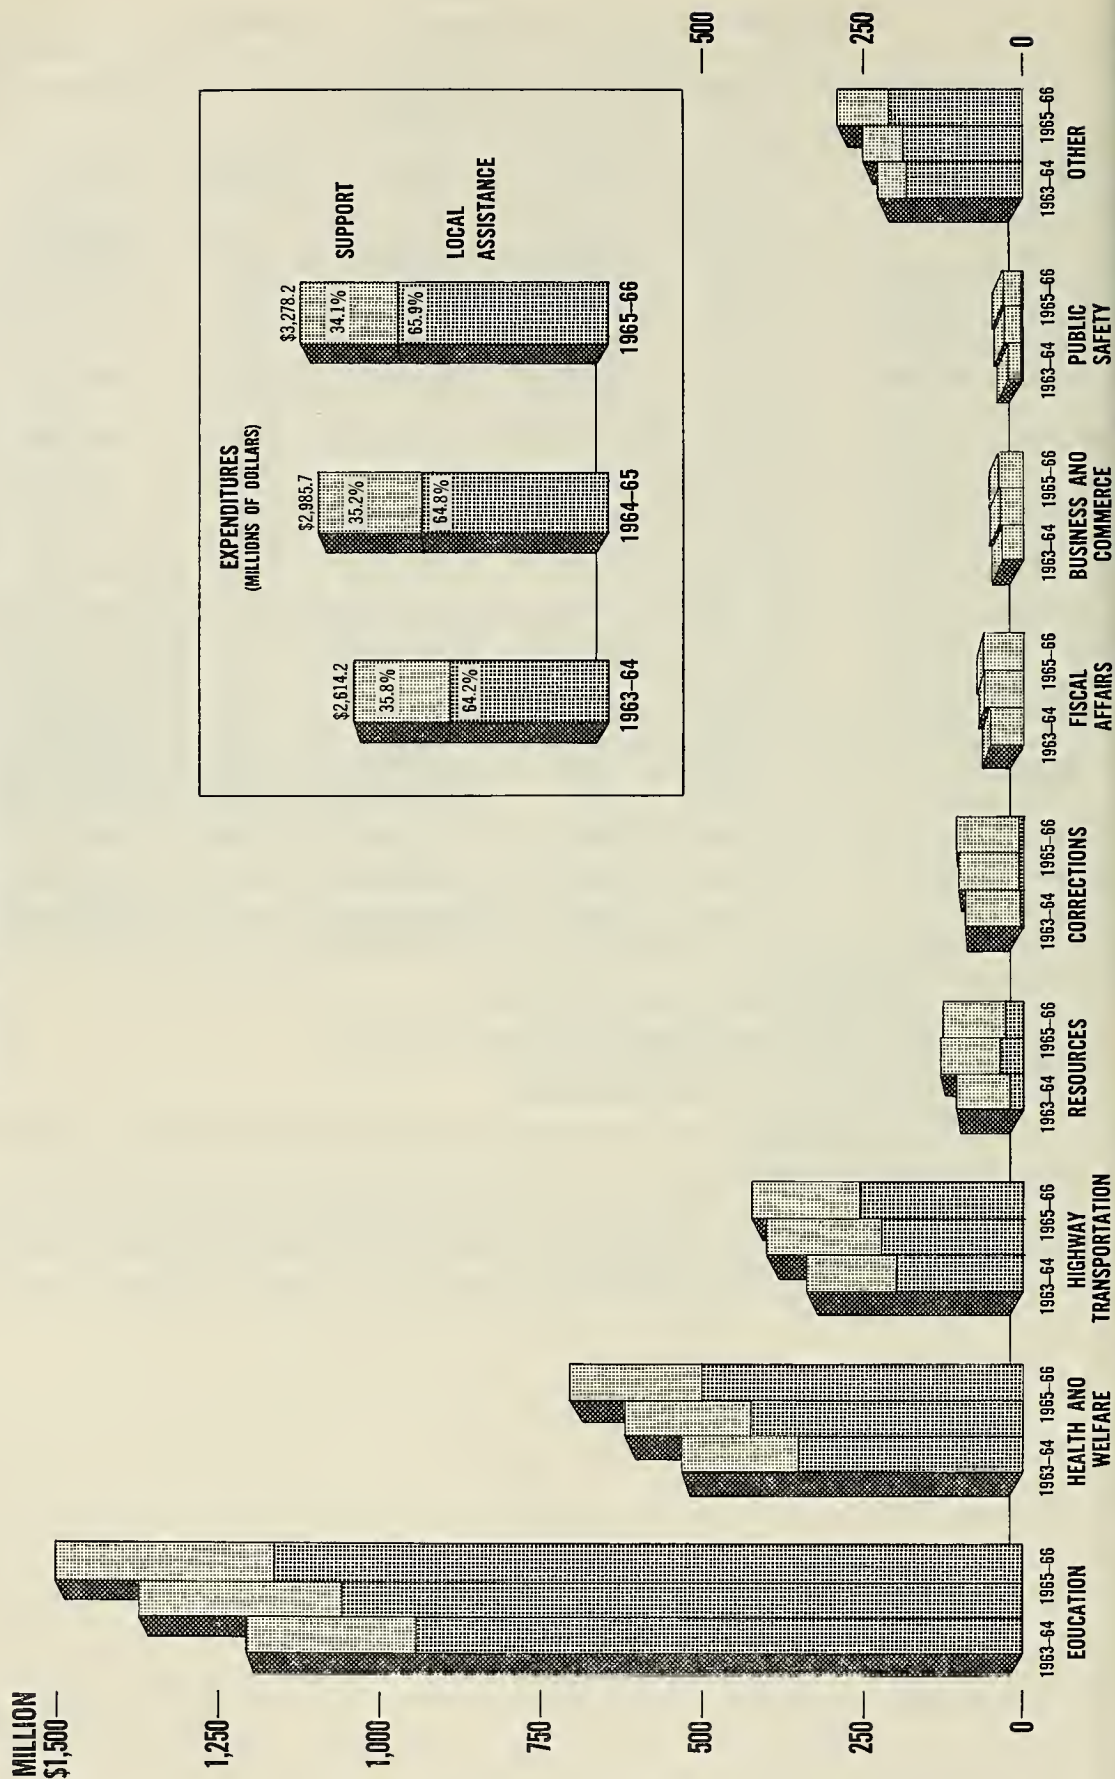 MILLION
$1,500
1,250
1,000
750
500
250
0
EXPENDITURES
(MILLIONS OF DOLLARS)
$2,614.2
35.8%
64.2%
1963–64
$2,985.7
35.2%
64.8%
1964–65
$3,278.2
34.1%
65.9%
1965–66
SUPPORT
LOCAL
ASSISTANCE
500
250
0
1963–64 1965–66
EDUCATION
1963–64 1965–66
HEALTH AND
WELFARE
1963–64 1965–66
HIGHWAY
TRANSPORTATION
1963–64 1965–66
RESOURCES
1963–64 1965–66
CORRECTIONS
1963–64 1965–66
FISCAL
AFFAIRS
1963–64 1965–66
BUSINESS AND
COMMERCE
1963–64 1965–66
PUBLIC
SAFETY
1963–64 1965–66
OTHER